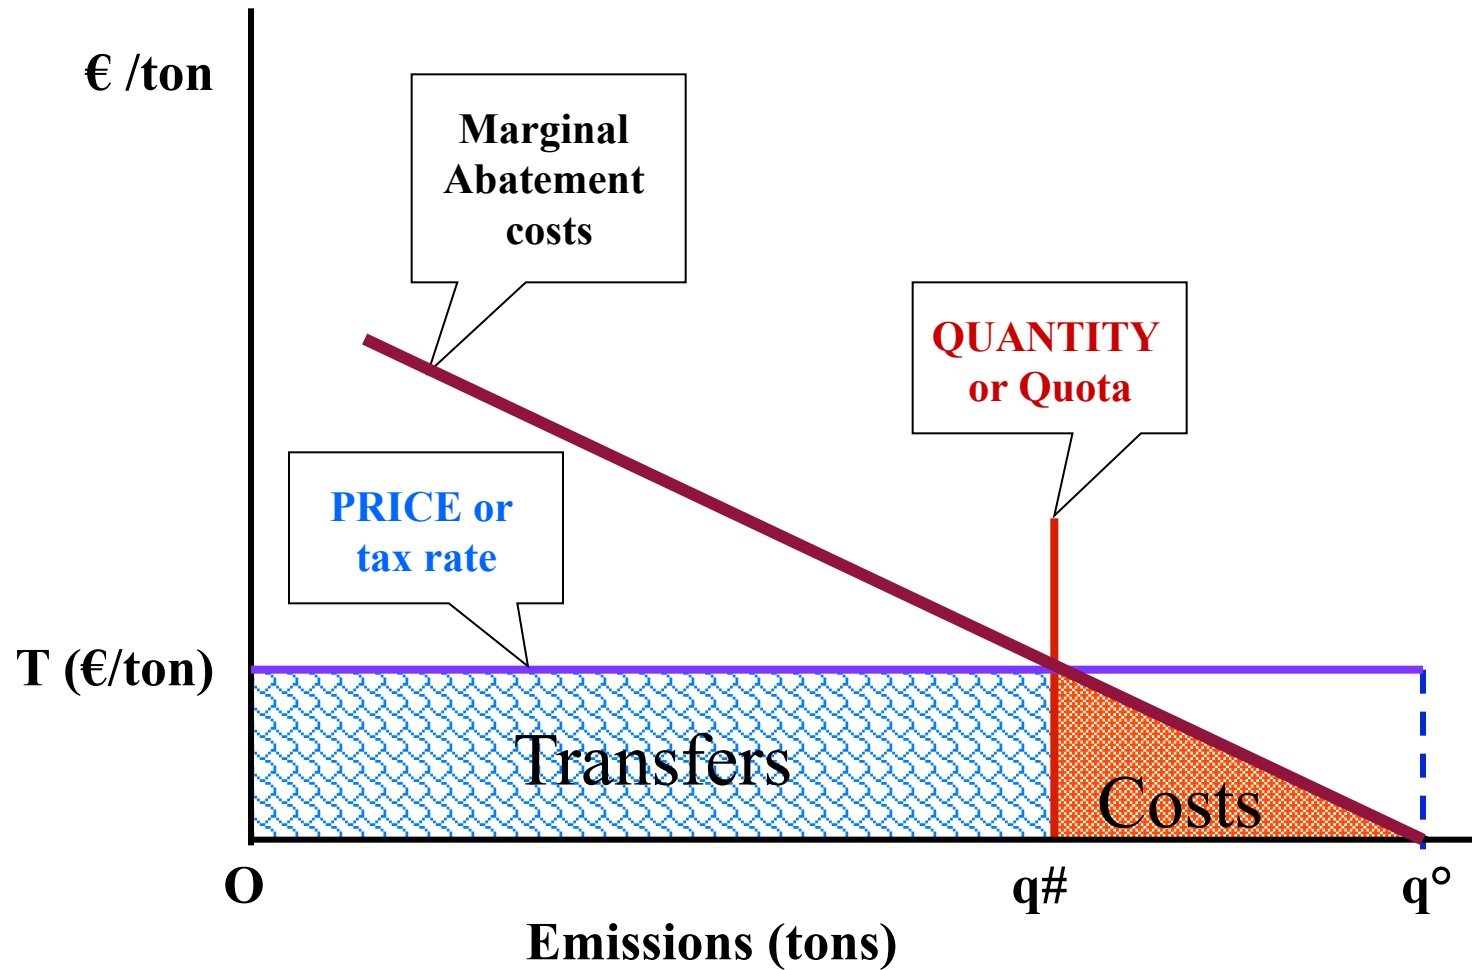 € /ton
Marginal
Abatement
costs
QUANTITY
or Quota
PRICE or
tax rate
T (€/ton)
Transfers
Costs
O
q#
q°
Emissions (tons)